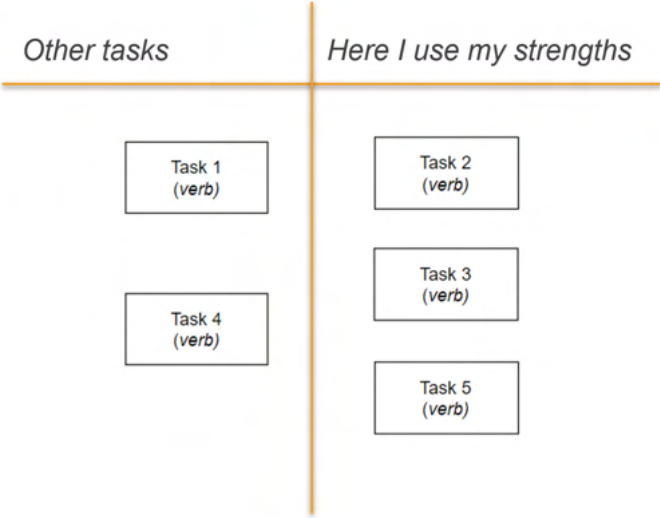 Other tasks
Here I use my strengths
Task 1
(verb)
Task 2
(verb)
Task 3
(verb)
Task 4
(verb)
Task 5
(verb)